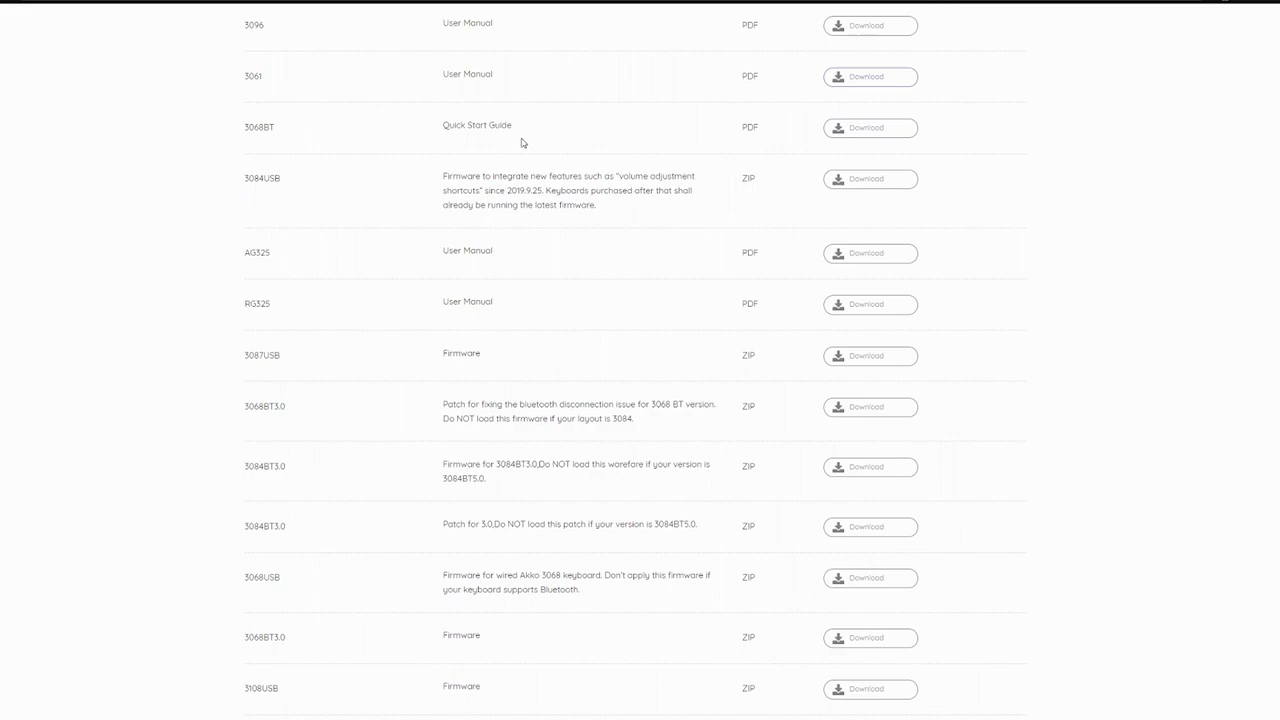 3096 User Manual PDF Download
3061 User Manual PDF Download
3068BT Quick Start Guide PDF Download
3084USB Firmware to integrate new features such as "volume adjustment ZIP Download
shortcuts" since 2019.9.25. Keyboards purchased after that shall
already be running the latest firmware.
AG325 User Manual PDF Download
RG325 User Manual PDF Download
3087USB Firmware ZIP Download
3068BT3.0 Patch for fixing the bluetooth disconnection issue for 3068 BT version. ZIP Download
Do NOT load this firmware if your layout is 3084.
3084BT3.0 Firmware for 3084BT3.0,Do NOT load this warefare if your version is ZIP Download
3084BT5.0.
3084BT3.0 Patch for 3.0,Do NOT load this patch if your version is 3084BT5.0. ZIP Download
3068USB Firmware for wired Akko 3068 keyboard. Don't apply this firmware if ZIP Download
your keyboard supports Bluetooth.
3068BT3.0 Firmware ZIP Download
3108USB Firmware ZIP Download